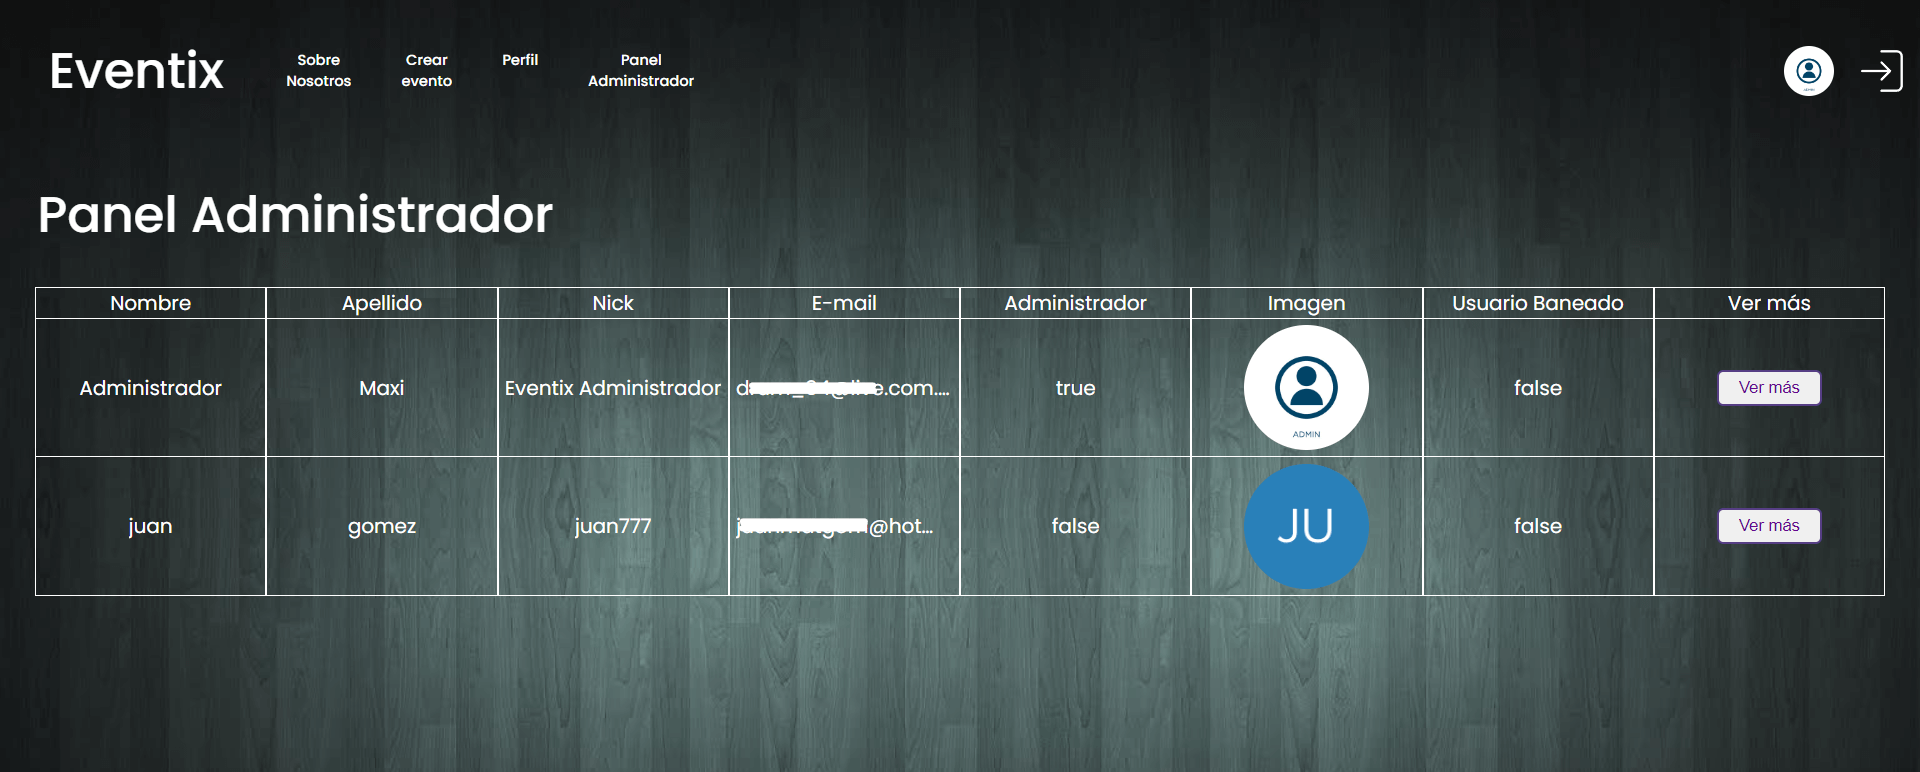 Eventix
Sobre
Nosotros
Crear
evento
Perfil
Panel
Administrador
Panel Administrador
Nombre Apellido Nick E-mail Administrador Imagen Usuario Baneado Ver más
Administrador Maxi Eventix Administrador e.com.... true ADMIN false Ver más
juan gomez juan777 @hot... false JU false Ver más